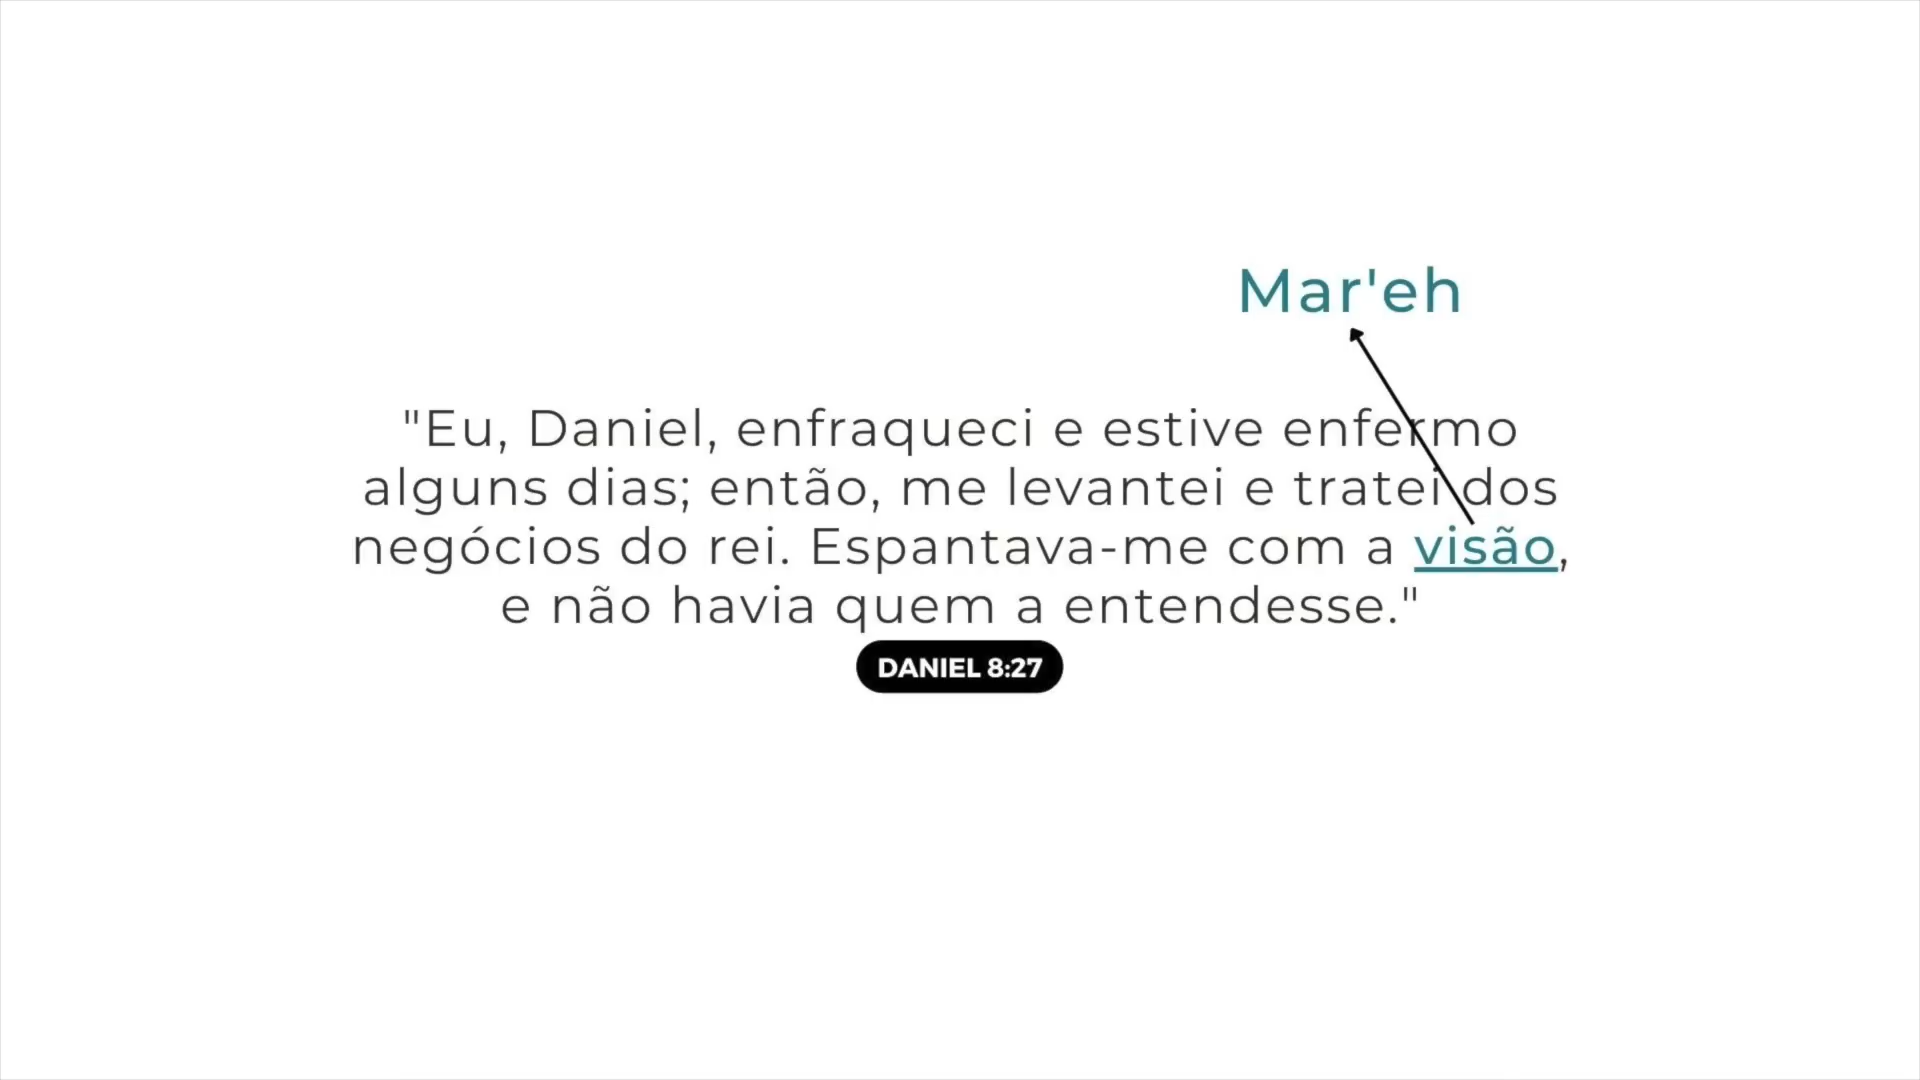 Mar'eh
"Eu, Daniel, enfraqueci e estive enfermo
alguns dias; então, me levantei e tratei dos
negócios do rei. Espantava-me com a visão,
e não havia quem a entendesse."
DANIEL 8:27